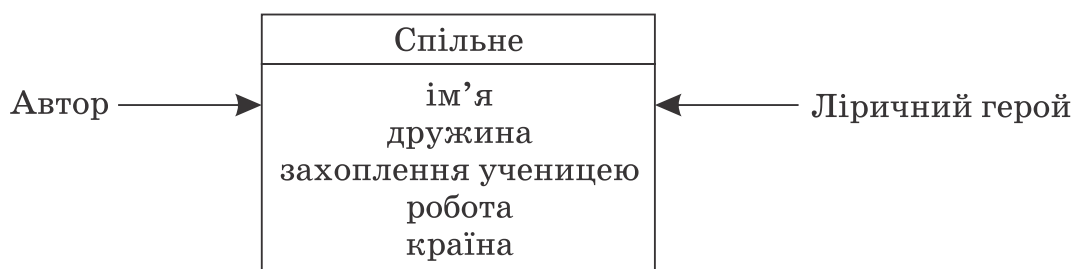 Спільне
Автор
ім’я
Ліричний герой
дружина
захоплення ученицею
робота
країна